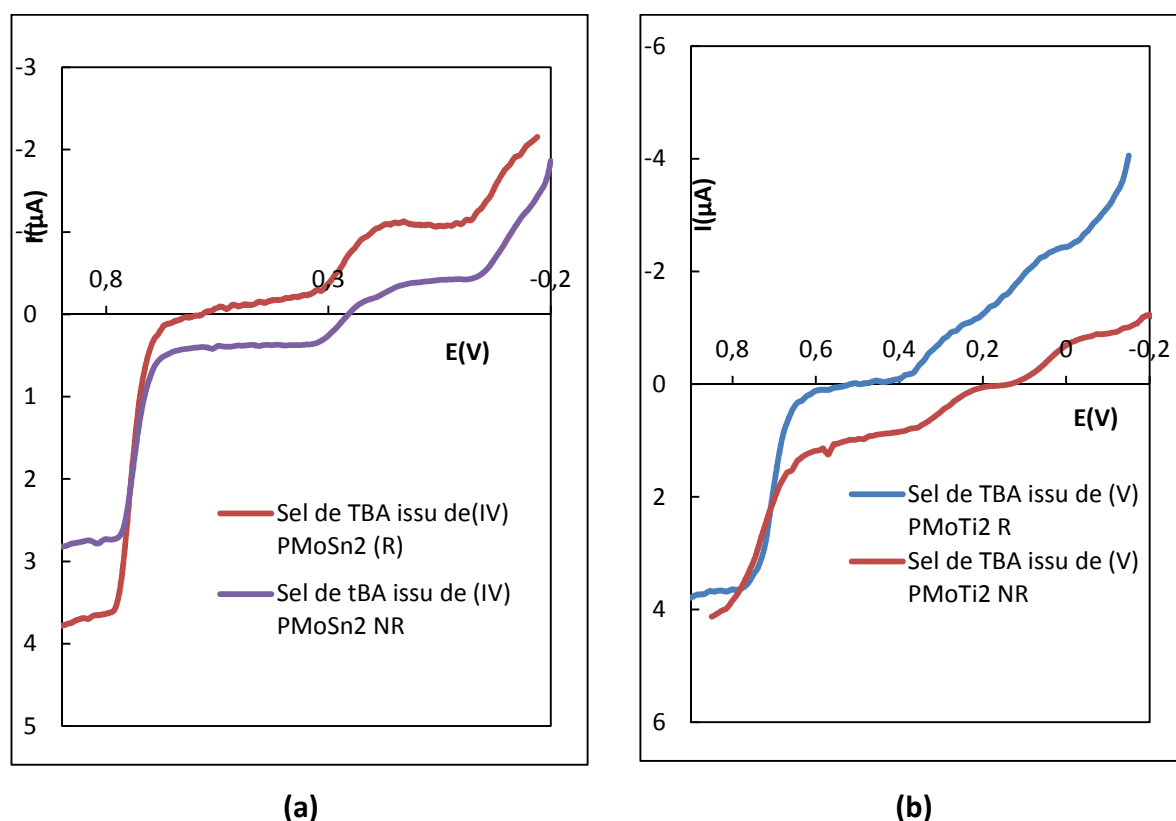 -3
-2
-1
0
1
2
3
4
5
I(µA)
0,8
0,3
-0,2
E(V)
Sel de TBA issu de(IV)
PMoSn2 (R)
Sel de tBA issu de (IV)
PMoSn2 NR
(a)
-6
-4
-2
0
2
4
6
I(µA)
0,8
0,6
0,4
0,2
0
-0,2
E(V)
Sel de TBA issu de (V)
PMoTi2 R
Sel de TBA issu de (V)
PMoTi2 NR
(b)